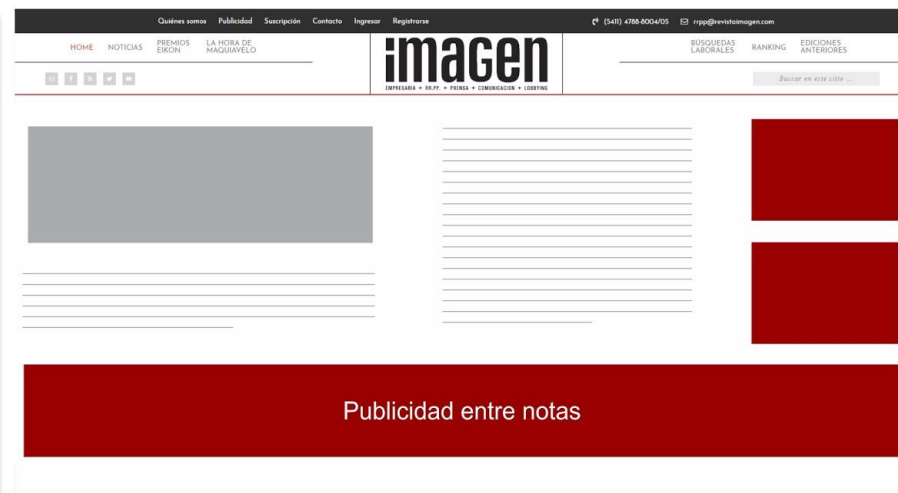 Quiénes somos Publicidad Suscripción Contacto Ingresar Registrarse (5411) 4788-8004/05 rrpp@revistaimagen.com
HOME NOTICIAS PREMIOS EIKON LA HORA DE MAQUIAVELO
imagen
EMPRESARIA + RR.PP. + PRENSA + COMUNICACION + LOBBYING
BÚSQUEDAS LABORALES RANKING EDICIONES ANTERIORES
Buscar en este sitio ...
Publicidad entre notas